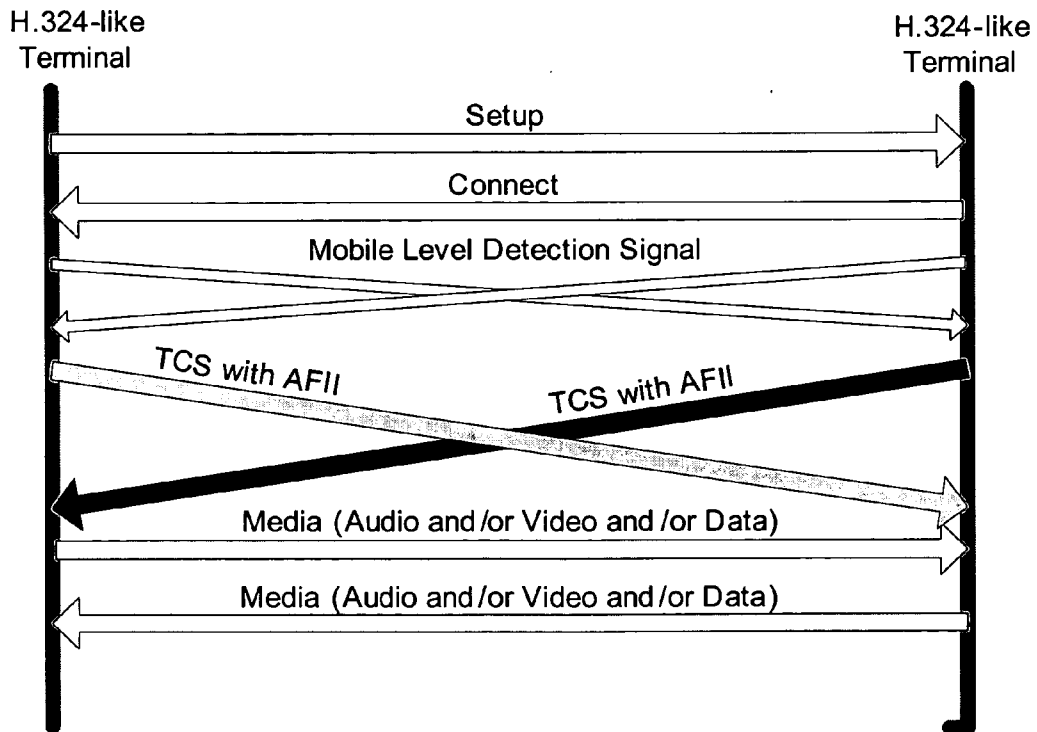 H.324-like
Terminal
H.324-like
Terminal
Setup
Connect
Mobile Level Detection Signal
TCS with AFII
TCS with AFII
Media (Audio and/or Video and/or Data)
Media (Audio and/or Video and/or Data)